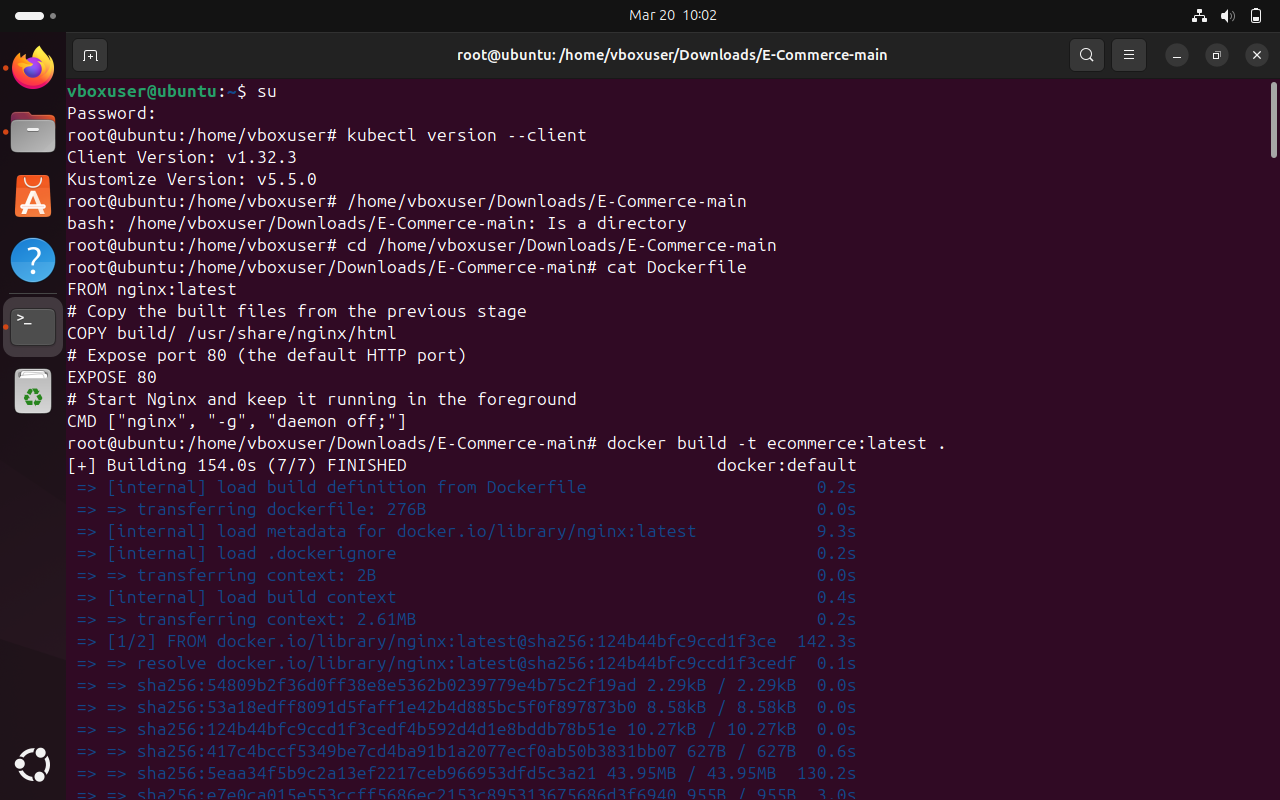 Mar 20 10:02
root@ubuntu: /home/vboxuser/Downloads/E-Commerce-main
vboxuser@ubuntu:~$ su
Password:
root@ubuntu:/home/vboxuser# kubectl version --client
Client Version: v1.32.3
Kustomize Version: v5.5.0
root@ubuntu:/home/vboxuser# /home/vboxuser/Downloads/E-Commerce-main
bash: /home/vboxuser/Downloads/E-Commerce-main: Is a directory
root@ubuntu:/home/vboxuser# cd /home/vboxuser/Downloads/E-Commerce-main
root@ubuntu:/home/vboxuser/Downloads/E-Commerce-main# cat Dockerfile
FROM nginx:latest
# Copy the built files from the previous stage
COPY build/ /usr/share/nginx/html
# Expose port 80 (the default HTTP port)
EXPOSE 80
# Start Nginx and keep it running in the foreground
CMD ["nginx", "-g", "daemon off;"]
root@ubuntu:/home/vboxuser/Downloads/E-Commerce-main# docker build -t ecommerce:latest .
[+] Building 154.0s (7/7) FINISHED docker:default
=> [internal] load build definition from Dockerfile 0.2s
=> => transferring dockerfile: 276B 0.0s
=> [internal] load metadata for docker.io/library/nginx:latest 9.3s
=> [internal] load .dockerignore 0.2s
=> => transferring context: 2B 0.0s
=> [internal] load build context 0.4s
=> => transferring context: 2.61MB 0.2s
=> [1/2] FROM docker.io/library/nginx:latest@sha256:124b44bfc9ccd1f3ce 142.3s
=> => resolve docker.io/library/nginx:latest@sha256:124b44bfc9ccd1f3cedf 0.1s
=> => sha256:54809b2f36d0ff38e8e5362b0239779e4b75c2f19ad 2.29kB / 2.29kB 0.0s
=> => sha256:53a18edff8091d5faff1e42b4d885bc5f0f897873b0 8.58kB / 8.58kB 0.0s
=> => sha256:124b44bfc9ccd1f3cedf4b592d4d1e8bddb78b51e 10.27kB / 10.27kB 0.0s
=> => sha256:417c4bccf5349be7cd4ba91b1a2077ecf0ab50b3831bb07 627B / 627B 0.6s
=> => sha256:5eaa34f5b9c2a13ef2217ceb966953dfd5c3a21 43.95MB / 43.95MB 130.2s
=> => sha256:e7e0ca015e553ccff5686ec2153c895313675686d3f6940 955B / 955B 3.0s